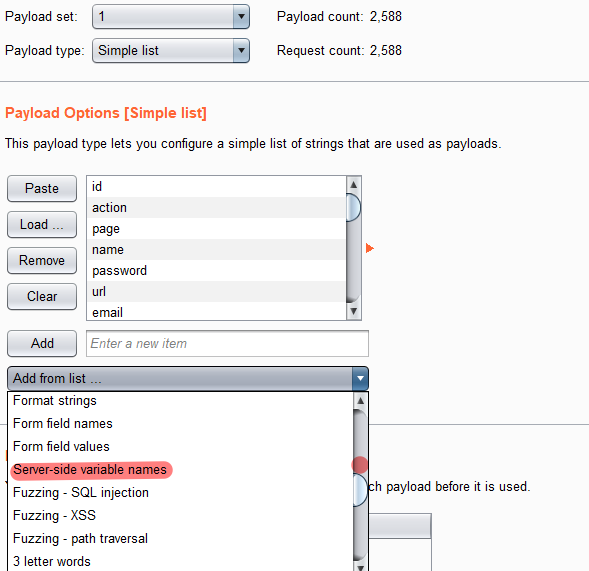 Payload set: 1 Payload count: 2,588
Payload type: Simple list Request count: 2,588
Payload Options [Simple list]
This payload type lets you configure a simple list of strings that are used as payloads.
Paste
Load ...
Remove
Clear
id
action
page
name
password
url
email
Add Enter a new item
Add from list ...
Format strings
Form field names
Form field values
Server-side variable names
Fuzzing - SQL injection
ch payload before it is used.
Fuzzing - XSS
Fuzzing - path traversal
3 letter words